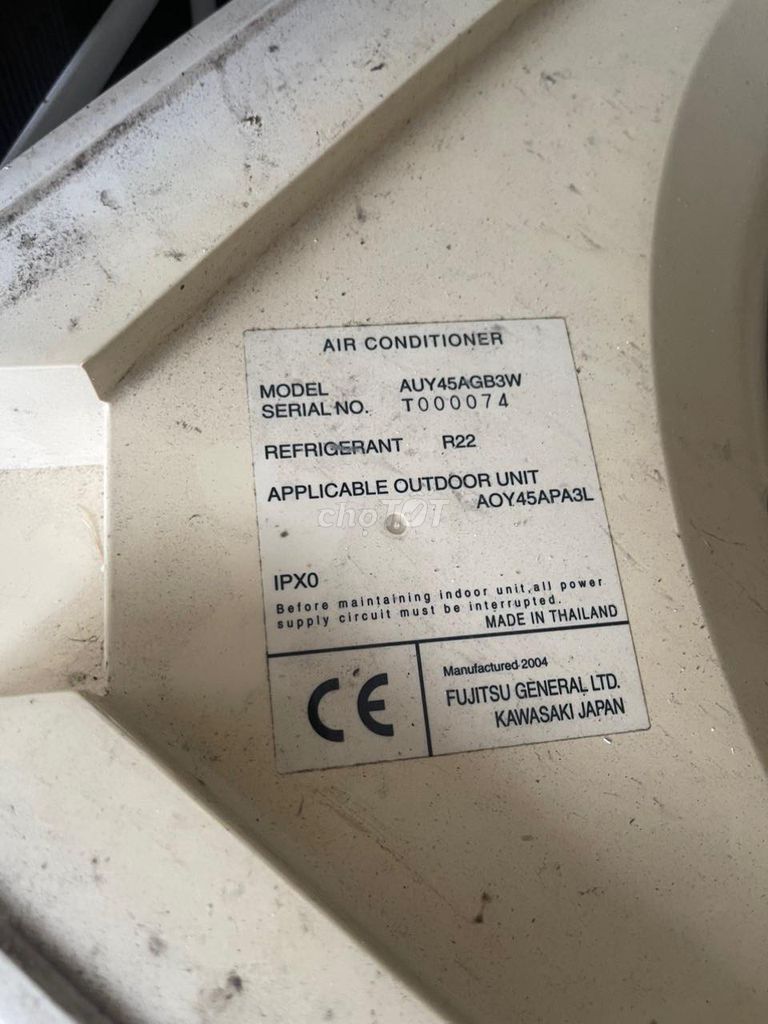 AIR CONDITIONER
MODEL AUY45AGB3W
SERIAL NO. T000074
REFRIGERANT R22
APPLICABLE OUTDOOR UNIT
AOY45APA3L
choTOT
IPX0
Before maintaining indoor unit,all power
supply circuit must be interrupted.
MADE IN THAILAND
CE
Manufactured 2004
FUJITSU GENERAL LTD.
KAWASAKI JAPAN